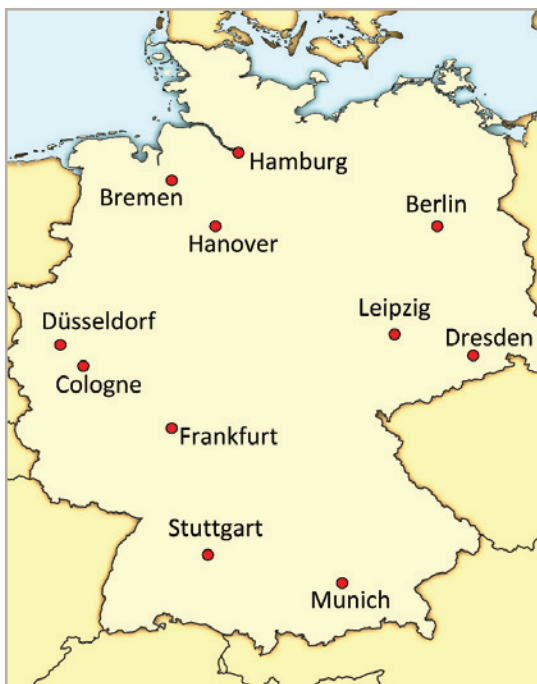 Hamburg
Bremen
Berlin
Hanover
Leipzig
Düsseldorf
Dresden
Cologne
Frankfurt
Stuttgart
Munich